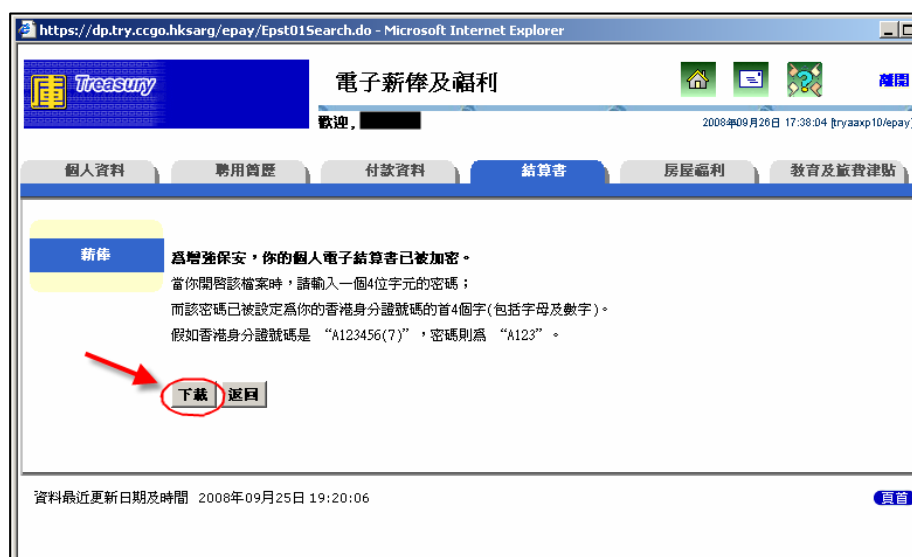 https://dp.try.ccgo.hksarg/epay/Epst01Search.do - Microsoft Internet Explorer
庫 Treasury
電子薪俸及福利
離開
歡迎,
2008年09月26日 17:38:04 [tryaaxp10/epay]
個人資料 聘用簡歷 付款資料 結算書 房屋福利 教育及旅費津貼
薪俸
為增強保安，你的個人電子結算書已被加密。
當你開啓該檔案時，請輸入一個4位字元的密碼；
而該密碼已被設定為你的香港身分證號碼的首4個字(包括字母及數字)。
假如香港身分證號碼是 “A123456(7)”，密碼則為 “A123”。
下載 返回
資料最近更新日期及時間 2008年09月25日 19:20:06
頁首